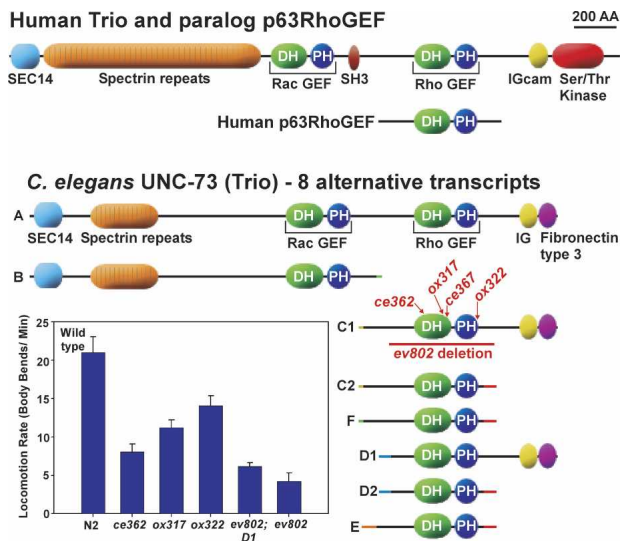 Human Trio and paralog p63RhoGEF
200 AA
DH PH DH PH
SEC14 Spectrin repeats Rac GEF SH3 Rho GEF IGcam Ser/Thr Kinase
Human p63RhoGEF DH PH
C. elegans UNC-73 (Trio) - 8 alternative transcripts
A DH PH DH PH
SEC14 Spectrin repeats Rac GEF Rho GEF IG Fibronectin type 3
B DH PH
ce362 ox317 ce367 ox322
C1 DH PH
ev802 deletion
C2 DH PH
F DH PH
D1 DH PH
D2 DH PH
E DH PH
Locomotion Rate (Body Bends/ Min)
25
20
15
10
5
0
Wild type
N2 ce362 ox317 ox322 ev802; D1 ev802